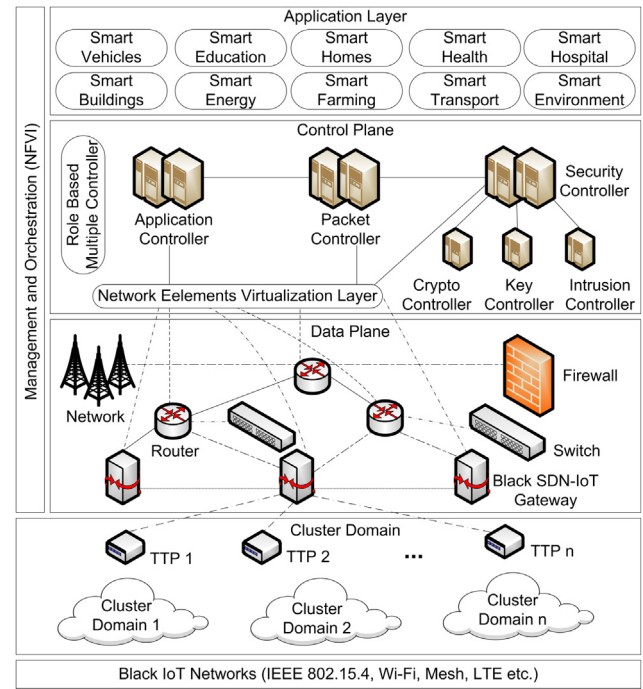 Management and Orchestration (NFVI)
Application Layer
Smart
Vehicles
Smart
Education
Smart
Homes
Smart
Health
Smart
Hospital
Smart
Buildings
Smart
Energy
Smart
Farming
Smart
Transport
Smart
Environment
Control Plane
Role Based
Multiple Controller
Application
Controller
Packet
Controller
Security
Controller
Crypto
Controller
Key
Controller
Intrusion
Controller
Network Eelements Virtualization Layer
Data Plane
Network
Firewall
Router
Switch
Black SDN-IoT
Gateway
Cluster Domain
TTP 1
TTP 2
...
TTP n
Cluster
Domain 1
Cluster
Domain 2
Cluster
Domain n
Black IoT Networks (IEEE 802.15.4, Wi-Fi, Mesh, LTE etc.)